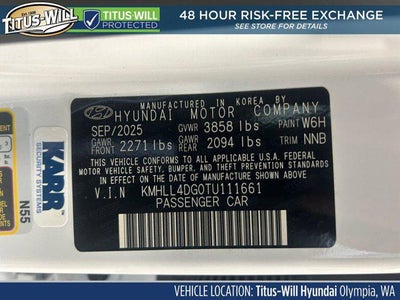 TITUS-WILL
TITUS-WILL
PROTECTED
48 HOUR RISK-FREE EXCHANGE
SEE STORE FOR DETAILS
MANUFACTURED IN KOREA BY
HYUNDAI MOTOR COMPANY
SEP/2025 GVWR 3858 lbs PAINT W6H
GAWR FRONT 2271 lbs GAWR REAR 2094 lbs TRIM NNB
THIS VEHICLE CONFORMS TO ALL APPLICABLE U.S. FEDERAL
MOTOR VEHICLE SAFETY, BUMPER, AND THEFT PREVENTION
STANDARDS IN EFFECT ON THE DATE OF MANUFACTURE SHOWN ABOVE.
V.I.N KMHLL4DG0TU111661
PASSENGER CAR
KARR
SECURITY SYSTEMS
N55
VEHICLE LOCATION: Titus-Will Hyundai Olympia, WA